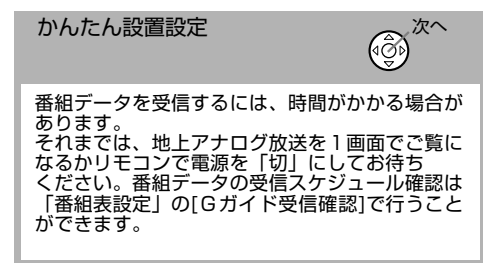 かんたん設置設定
次へ
番組データを受信するには、時間がかかる場合が
あります。
それまでは、地上アナログ放送を１画面でご覧に
なるかリモコンで電源を「切」にしてお待ち
ください。番組データの受信スケジュール確認は
「番組表設定」の[Ｇガイド受信確認]で行うこと
ができます。